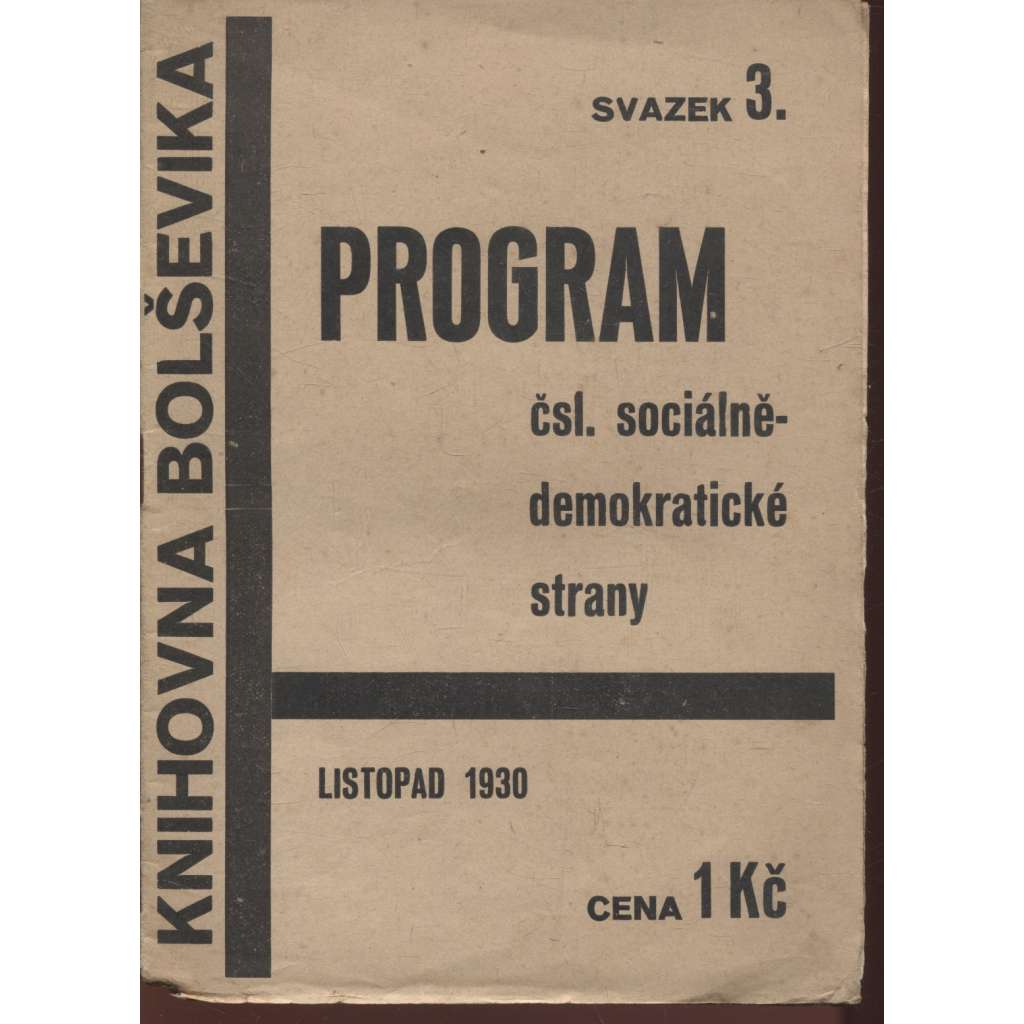 KNIHOVNA BOLŠEVIKA
SVAZEK 3.
PROGRAM
čsl. sociálně-
demokratické
strany
LISTOPAD 1930
CENA 1 Kč